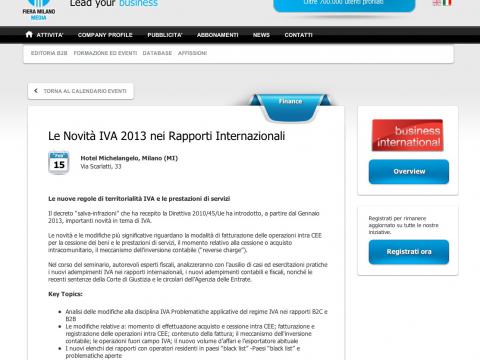 FIERA MILANO
MEDIA
Lead your business
Oltre 700.000 utenti profilati
ATTIVITA' COMPANY PROFILE PUBBLICITA' ABBONAMENTI NEWS CONTATTI
EDITORIA B2B FORMAZIONE ED EVENTI DATABASE AFFISSIONI
TORNA AL CALENDARIO EVENTI
Finance
Le Novità IVA 2013 nei Rapporti Internazionali
15
Hotel Michelangelo, Milano (MI)
Via Scarlatti, 33
business
international
Overview
Le nuove regole di territorialità IVA e le prestazioni di servizi
Il decreto "salva-infrazioni" che ha recepito la Direttiva 2010/45/Ue ha introdotto, a partire dal Gennaio
2013, importanti novità in tema di IVA.
Le novità e le modifiche più significative riguardano la modalità di fatturazione delle operazioni intra CEE
per la cessione dei beni e le prestazioni di servizi, il momento relativo alla cessione o acquisto
intracomunitario, il meccanismo dell'inversione contabile ("reverse charge").
Nel corso del seminario, autorevoli esperti fiscali, analizzeranno con l'ausilio di casi ed esercitazioni pratiche
i nuovi adempimenti IVA nei rapporti internazionali, i nuovi adempimenti contabili e fiscali, nonché le
recenti sentenze della Corte di Giustizia e le circolari dell'Agenzia delle Entrate.
Registrati per rimanere
aggiornato su tutte le nostre
iniziative.
Registrati ora
Key Topics:
Analisi delle modifiche alla disciplina IVA Problematiche applicative del regime IVA nei rapporti B2C e
B2B
Le modifiche relative a: momento di effettuazione acquisto e cessione intra CEE; fatturazione e
registrazione delle operazioni intra CEE; contenuto della fattura; il meccanismo dell'inversione
contabile; le operazioni fuori campo IVA; il nuovo volume d'affari e l'esportatore abituale
I nuovi elenchi dei rapporti con operatori residenti in paesi "black list" -Paesi "black list" e
problematiche aperte